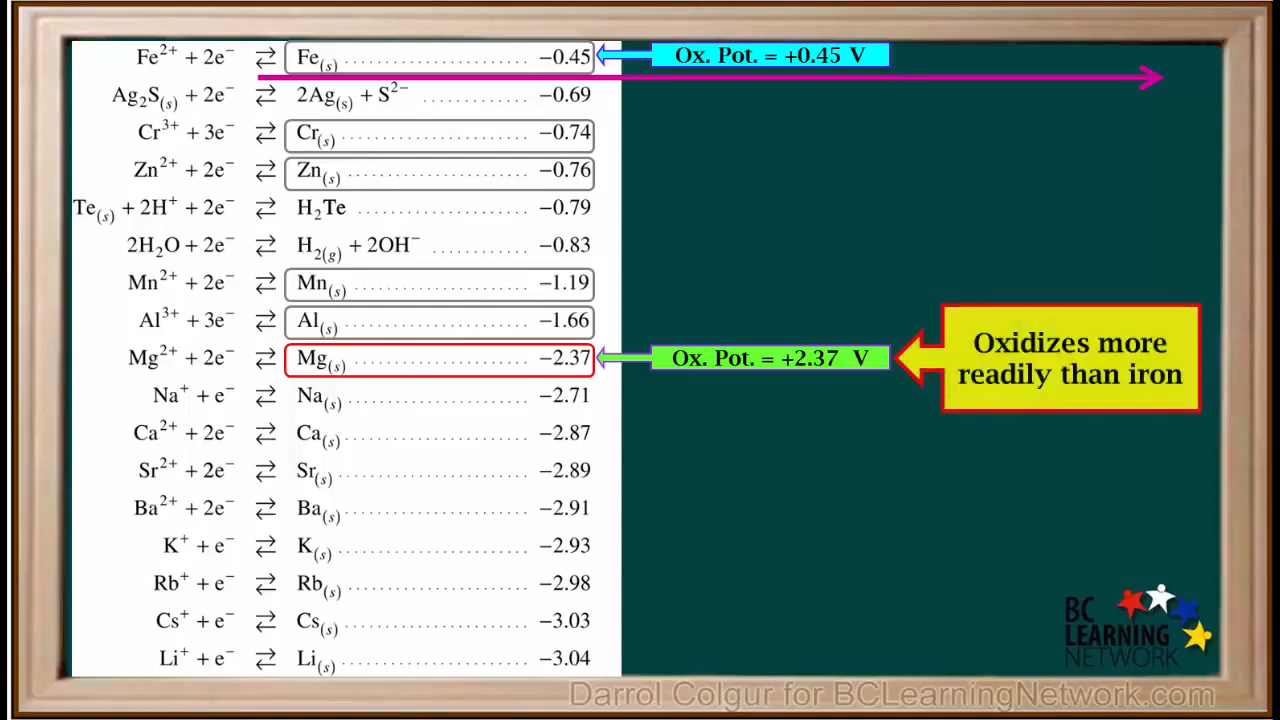 Fe²⁺ + 2e⁻ ⇄ Fe(s) .............................. −0.45 Ox. Pot. = +0.45 V
Ag₂S(s) + 2e⁻ ⇄ 2Ag(s) + S²⁻ ............. −0.69
Cr³⁺ + 3e⁻ ⇄ Cr(s) .............................. −0.74
Zn²⁺ + 2e⁻ ⇄ Zn(s) ............................. −0.76
Te(s) + 2H⁺ + 2e⁻ ⇄ H₂Te ..................... −0.79
2H₂O + 2e⁻ ⇄ H₂(g) + 2OH⁻ ............ −0.83
Mn²⁺ + 2e⁻ ⇄ Mn(s) ............................ −1.19
Al³⁺ + 3e⁻ ⇄ Al(s) .............................. −1.66
Mg²⁺ + 2e⁻ ⇄ Mg(s) ............................ −2.37 Ox. Pot. = +2.37 V
Oxidizes more
readily than iron
Na⁺ + e⁻ ⇄ Na(s) ............................. −2.71
Ca²⁺ + 2e⁻ ⇄ Ca(s) ............................. −2.87
Sr²⁺ + 2e⁻ ⇄ Sr(s) .............................. −2.89
Ba²⁺ + 2e⁻ ⇄ Ba(s) ............................. −2.91
K⁺ + e⁻ ⇄ K(s) .............................. −2.93
Rb⁺ + e⁻ ⇄ Rb(s) ............................. −2.98
Cs⁺ + e⁻ ⇄ Cs(s) .............................. −3.03
Li⁺ + e⁻ ⇄ Li(s) .............................. −3.04
BC
LEARNING
NETWORK
Darrol Colgur for BCLearningNetwork.com